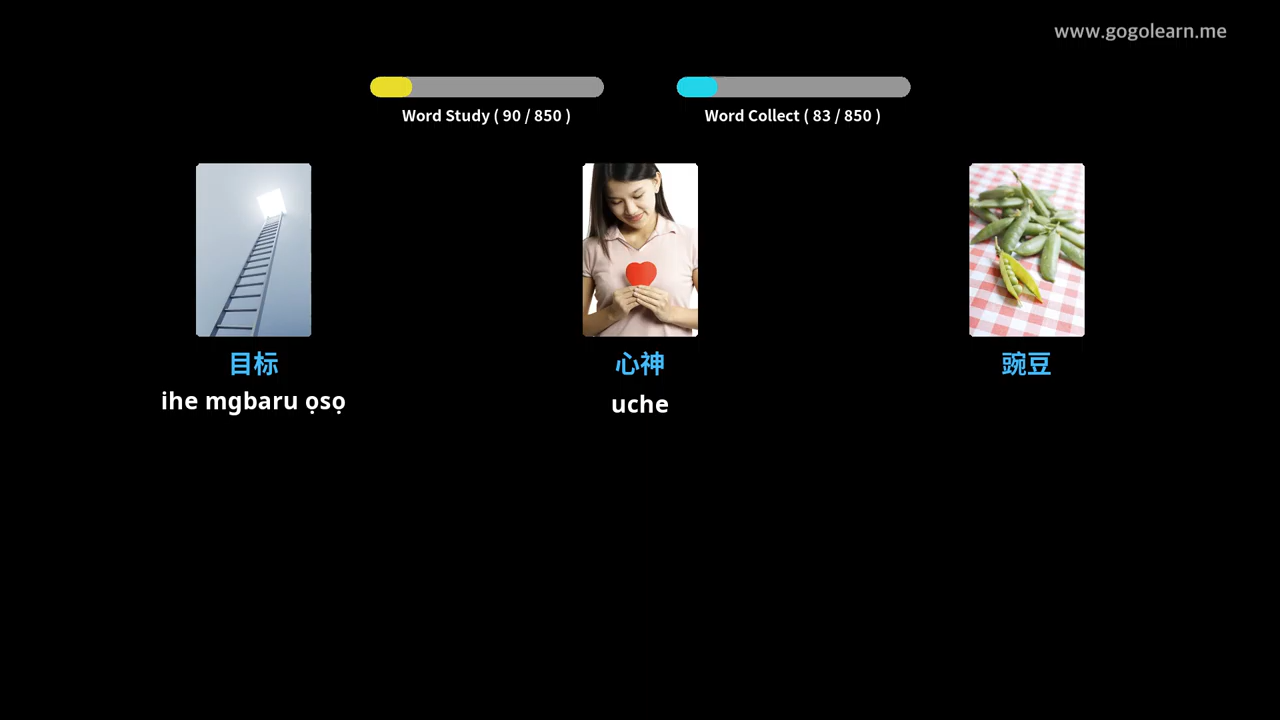 www.gogolearn.me
Word Study ( 90 / 850 )
Word Collect ( 83 / 850 )
目标
心神
豌豆
ihe mgbaru ọsọ
uche